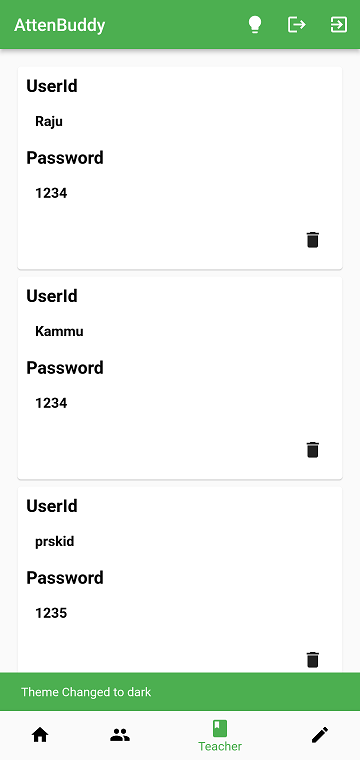 AttenBuddy
UserId
Raju
Password
1234
UserId
Kammu
Password
1234
UserId
prskid
Password
1235
Theme Changed to dark
Teacher